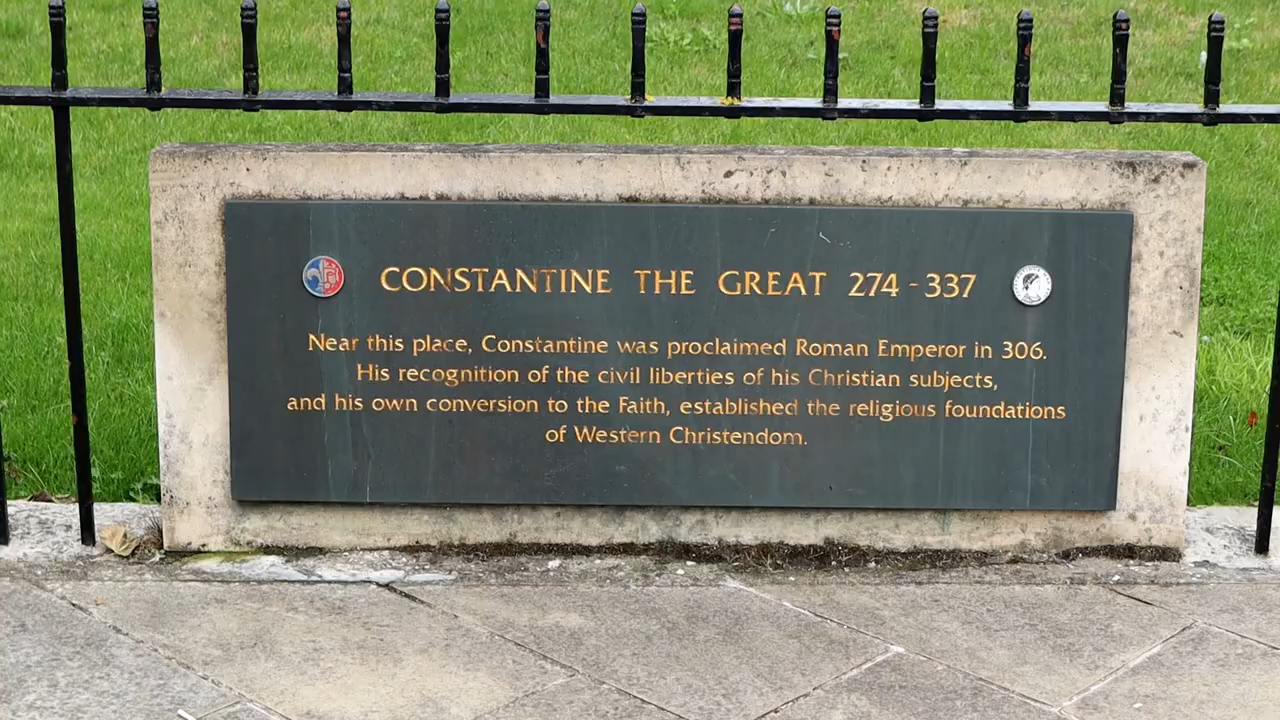 CONSTANTINE THE GREAT 274-337
Near this place, Constantine was proclaimed Roman Emperor in 306.
His recognition of the civil liberties of his Christian subjects,
and his own conversion to the Faith, established the religious foundations
of Western Christendom.